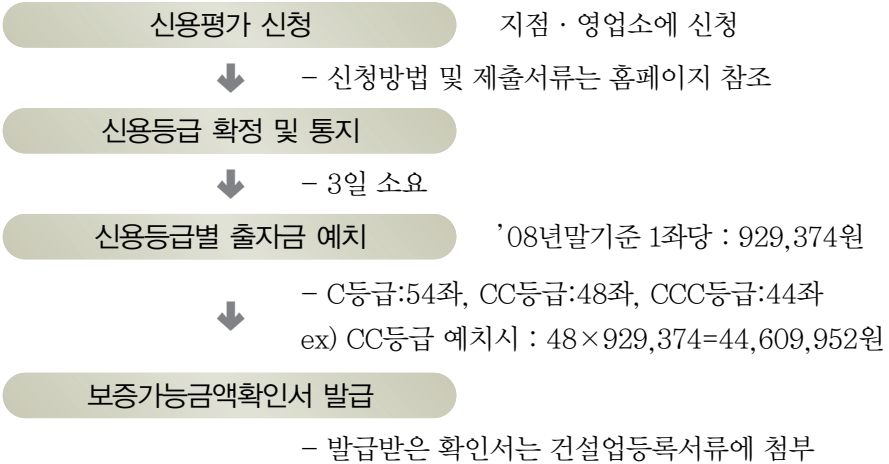 신용평가 신청 지점 · 영업소에 신청
- 신청방법 및 제출서류는 홈페이지 참조
신용등급 확정 및 통지
- 3일 소요
신용등급별 출자금 예치 ’08년말기준 1좌당 : 929,374원
- C등급:54좌, CC등급:48좌, CCC등급:44좌
ex) CC등급 예치시 : 48×929,374=44,609,952원
보증가능금액확인서 발급
- 발급받은 확인서는 건설업등록서류에 첨부